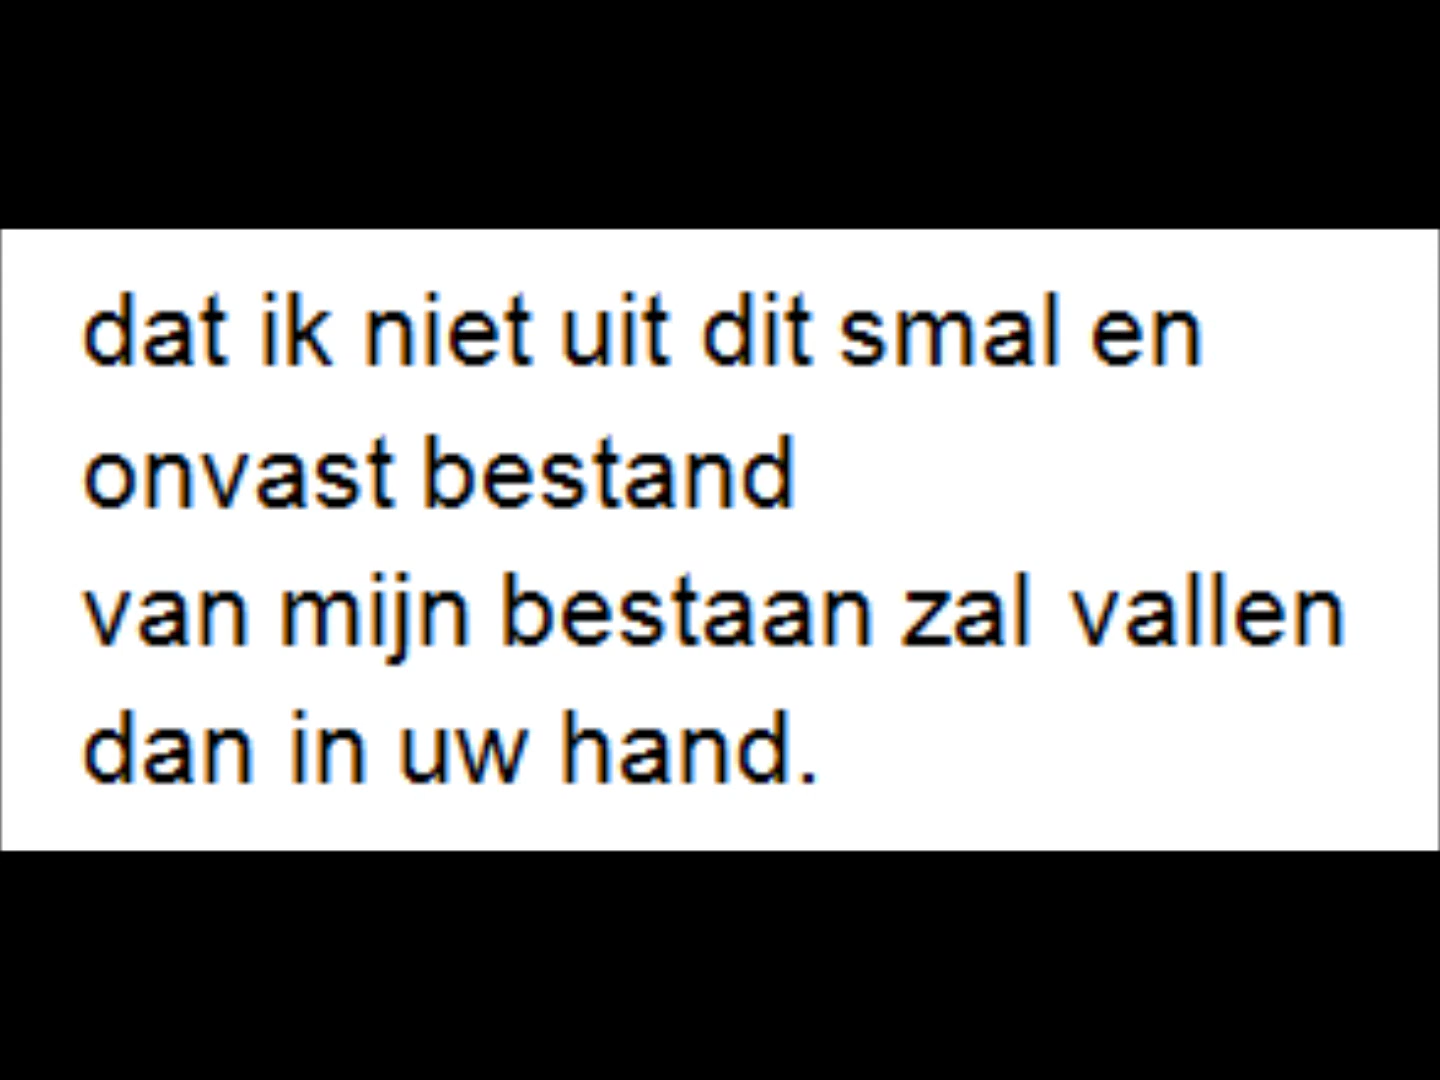 dat ik niet uit dit smal en
onvast bestand
van mijn bestaan zal vallen
dan in uw hand.